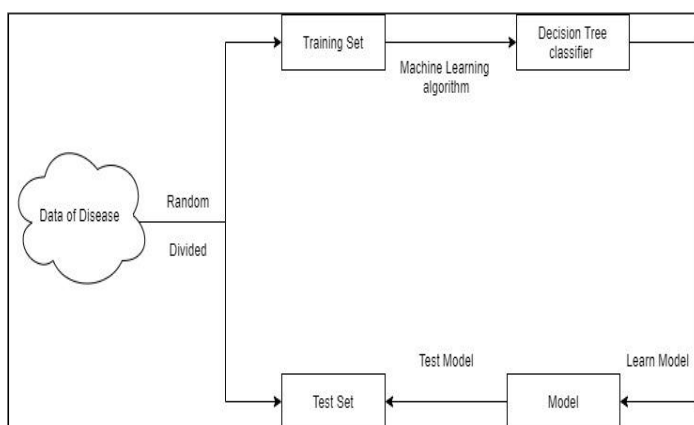 Training Set
Decision Tree
classifier
Machine Learning
algorithm
Data of Disease
Random
Divided
Test Model
Learn Model
Test Set
Model